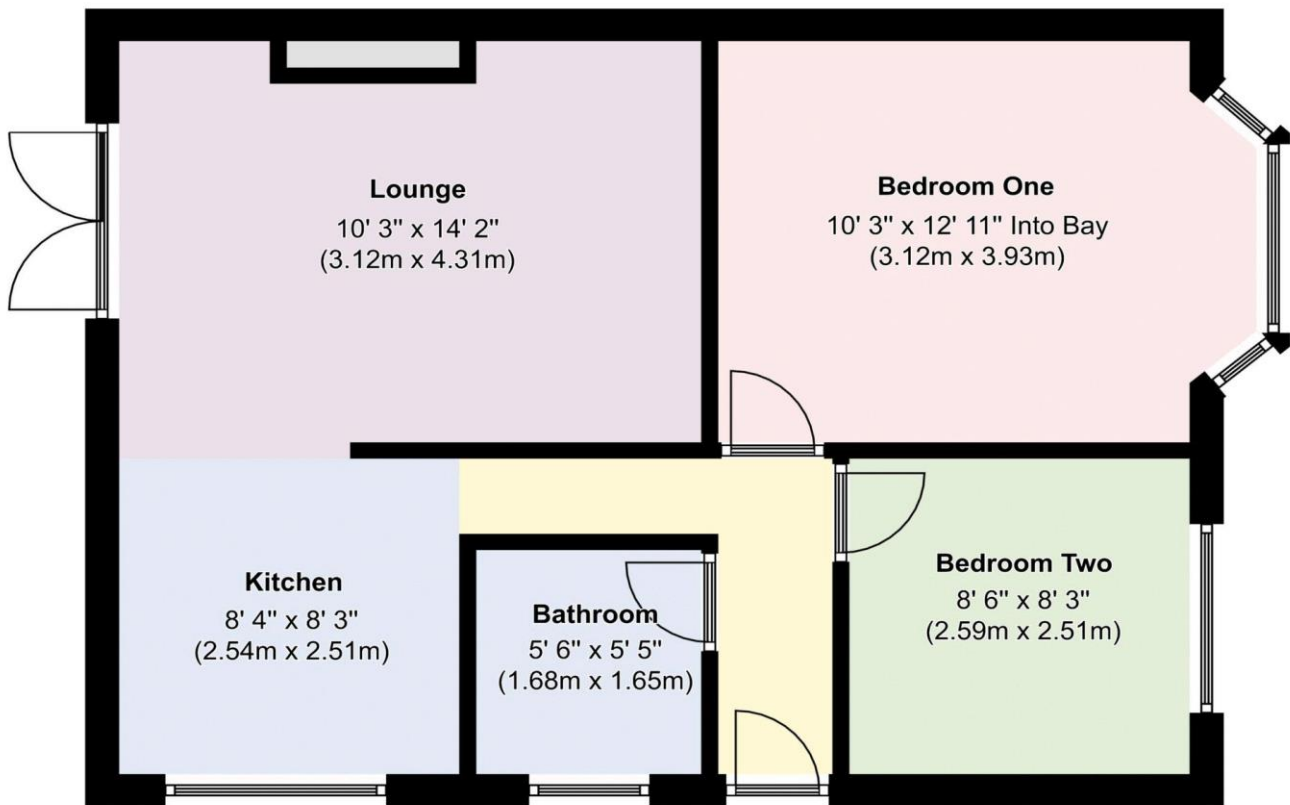 Lounge
10' 3" x 14' 2"
(3.12m x 4.31m)
Bedroom One
10' 3" x 12' 11" Into Bay
(3.12m x 3.93m)
Kitchen
8' 4" x 8' 3"
(2.54m x 2.51m)
Bathroom
5' 6" x 5' 5"
(1.68m x 1.65m)
Bedroom Two
8' 6" x 8' 3"
(2.59m x 2.51m)